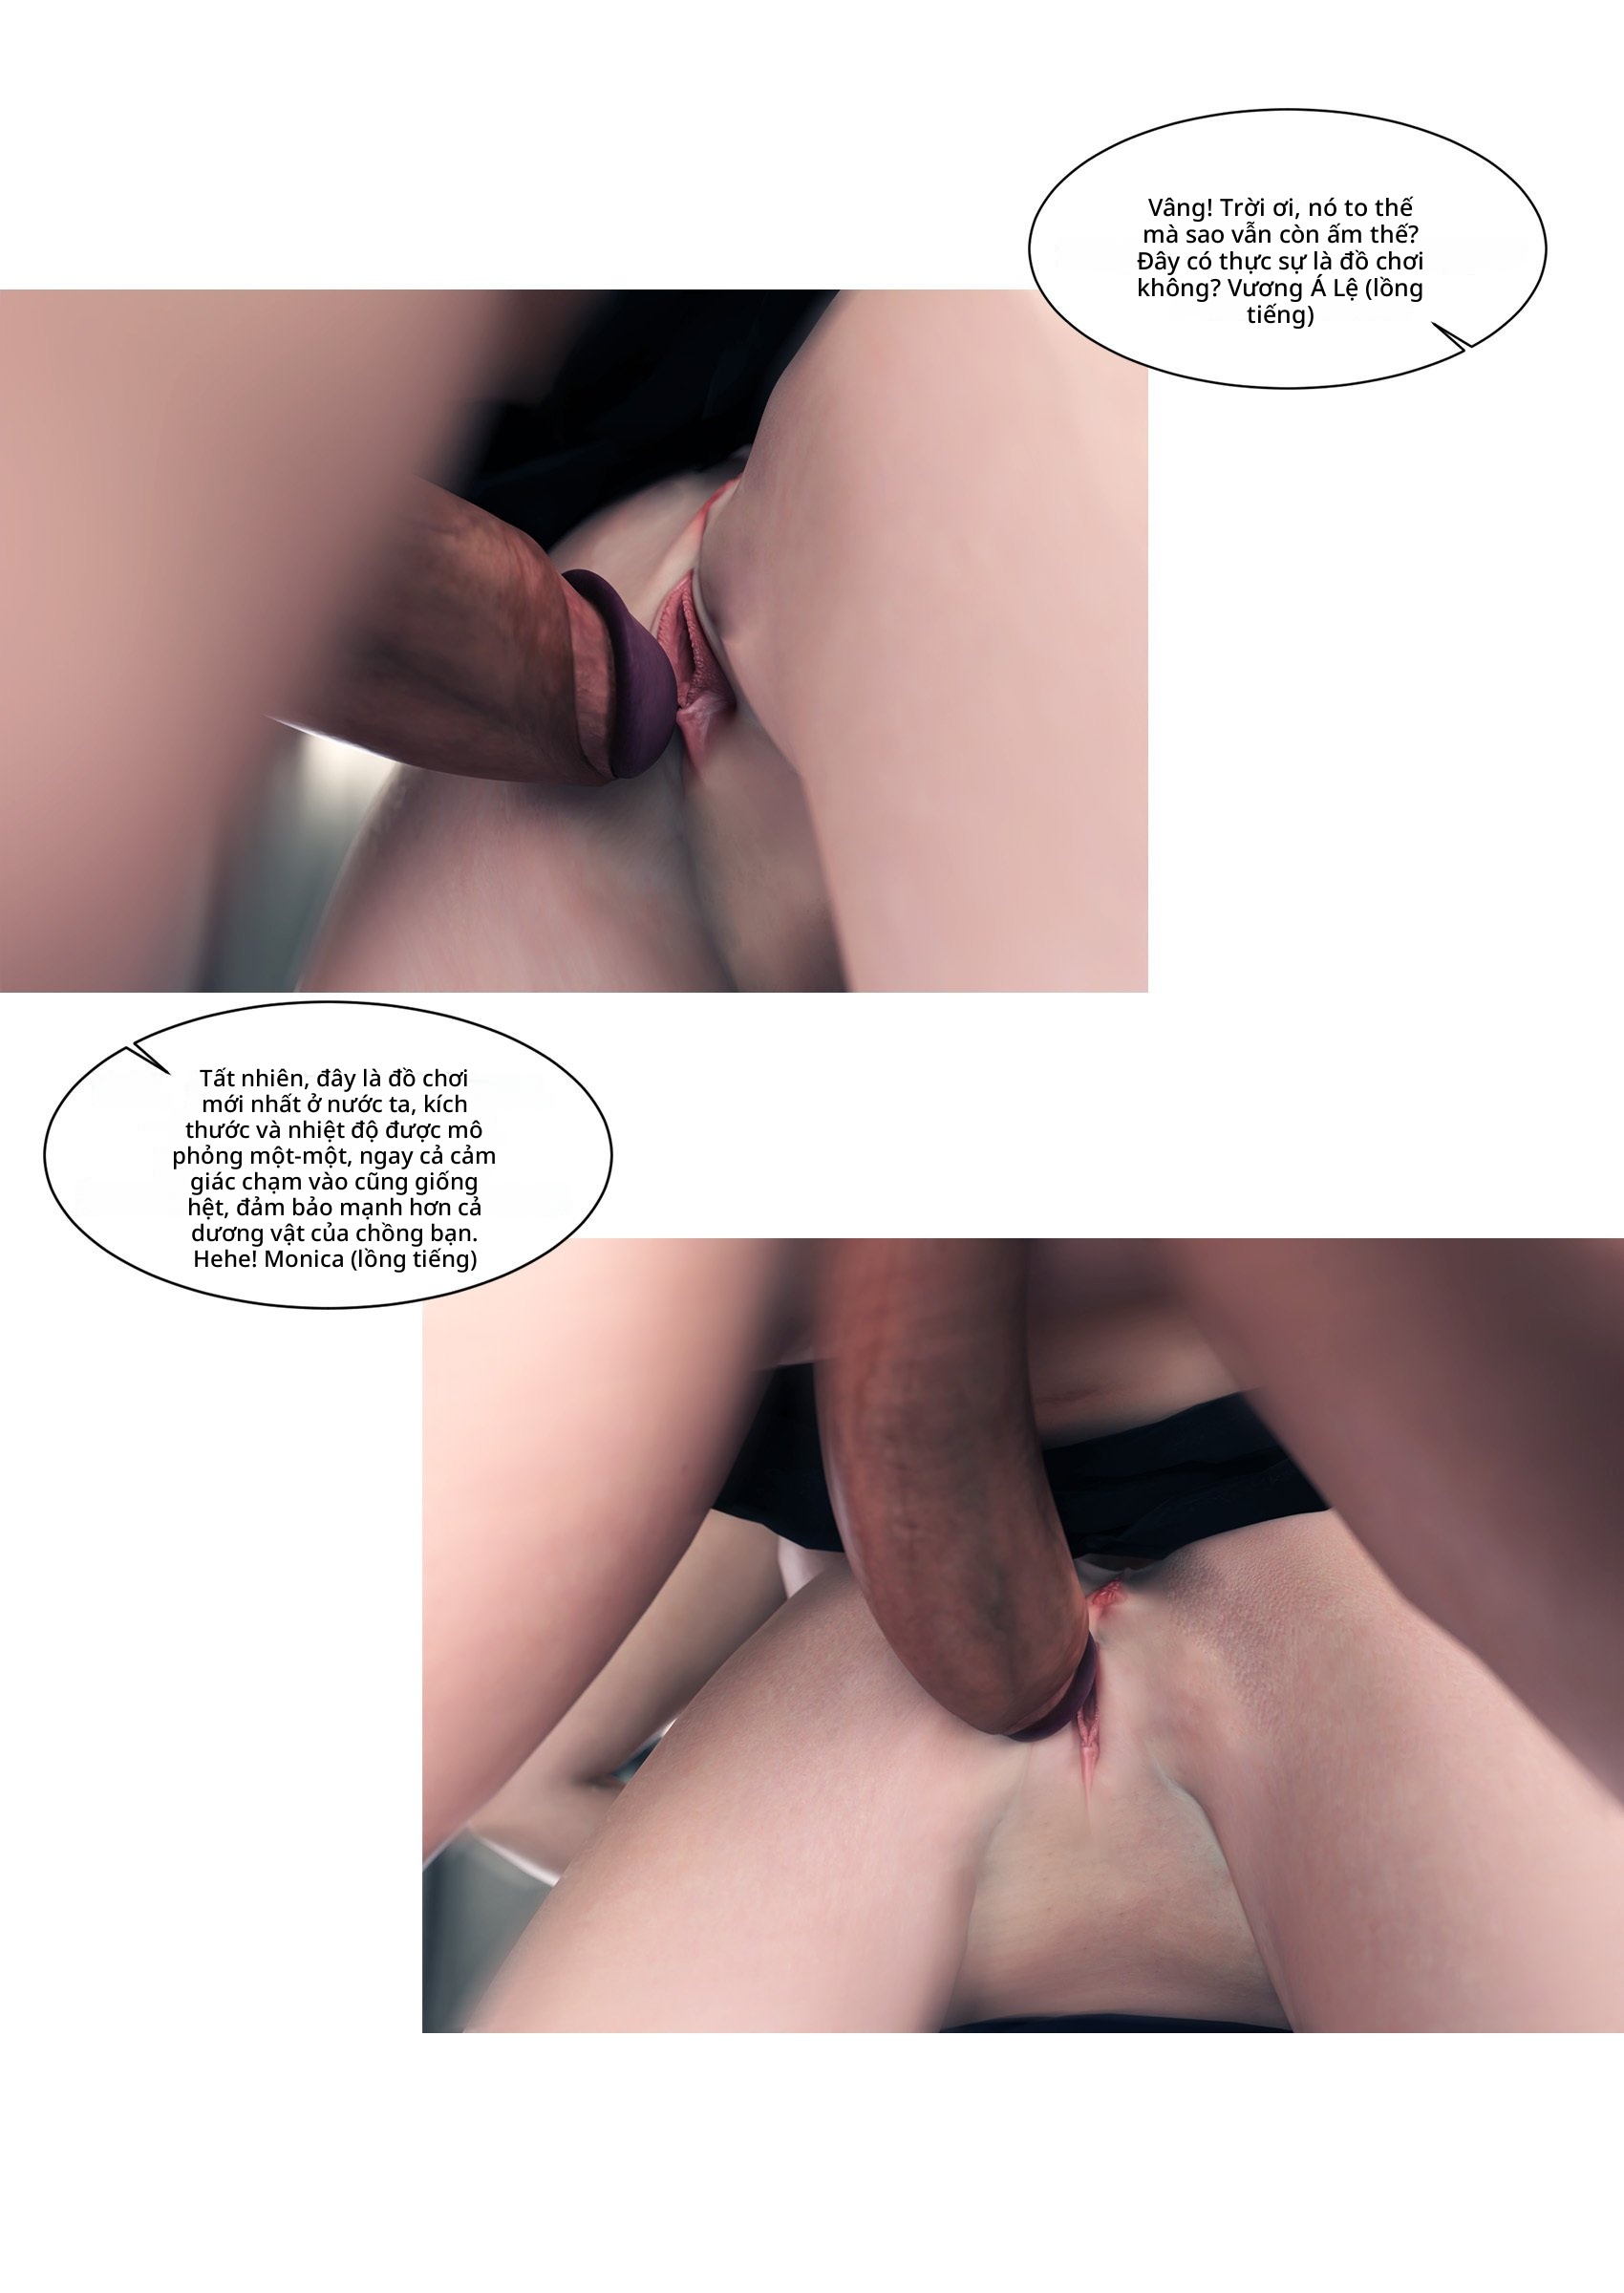 Vâng! Trời ơi, nó to thế
mà sao vẫn còn ấm thế?
Đây có thực sự là đồ chơi
không? Vương Á Lệ (lồng
tiếng)
Tất nhiên, đây là đồ chơi
mới nhất ở nước ta, kích
thước và nhiệt độ được mô
phỏng một-một, ngay cả cảm
giác chạm vào cũng giống
hệt, đảm bảo mạnh hơn cả
dương vật của chồng bạn.
Hehe! Monica (lồng tiếng)